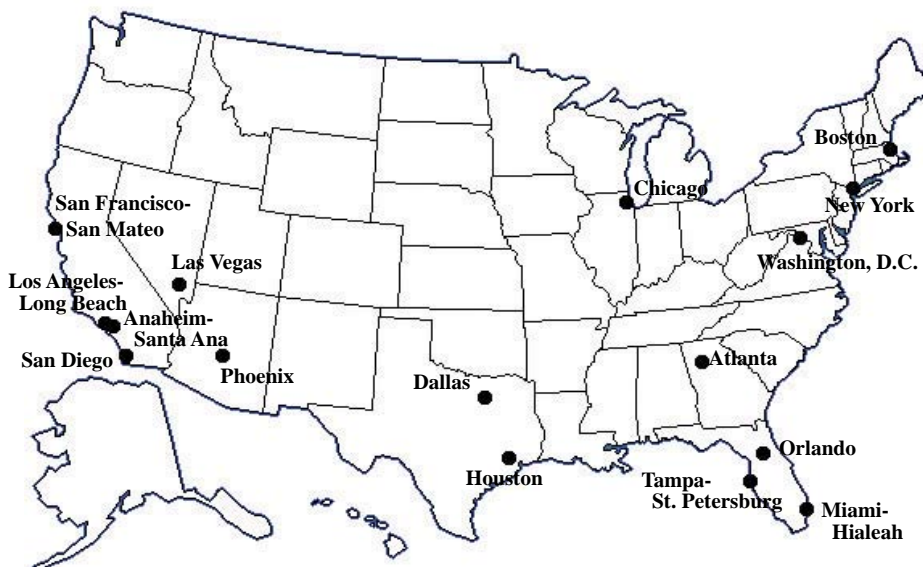 Boston
Chicago
San Francisco-
San Mateo
New York
Washington, D.C.
Las Vegas
Los Angeles-
Long Beach
Anaheim-
Santa Ana
San Diego
Phoenix
Dallas
Atlanta
Houston
Orlando
Tampa-
St. Petersburg
Miami-
Hialeah